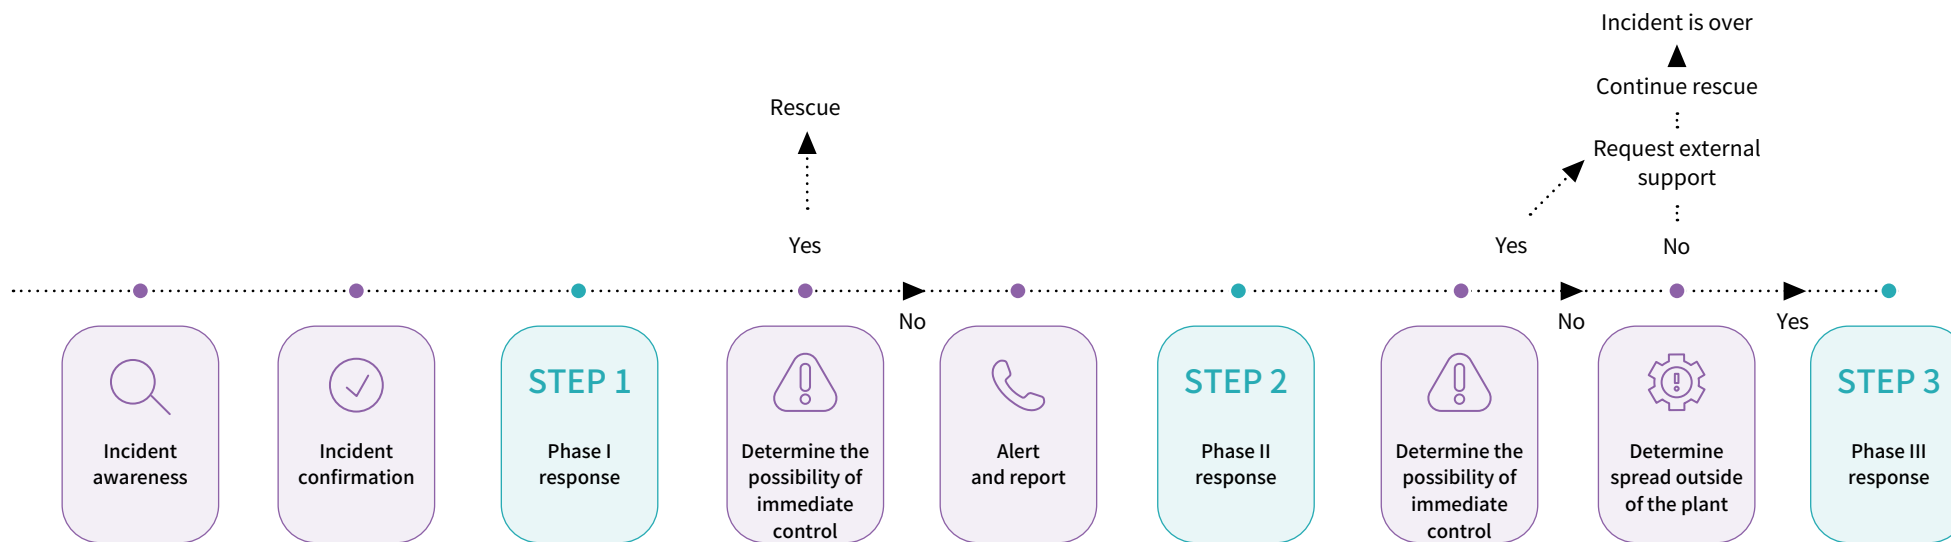 Incident is over
Continue rescue
Rescue
Request external
support
Yes
Yes
No
No
No
Yes
Incident
awareness
Incident
confirmation
STEP 1
Phase I
response
Determine the
possibility of
immediate
control
Alert
and report
STEP 2
Phase II
response
Determine the
possibility of
immediate
control
Determine
spread outside
of the plant
STEP 3
Phase III
response